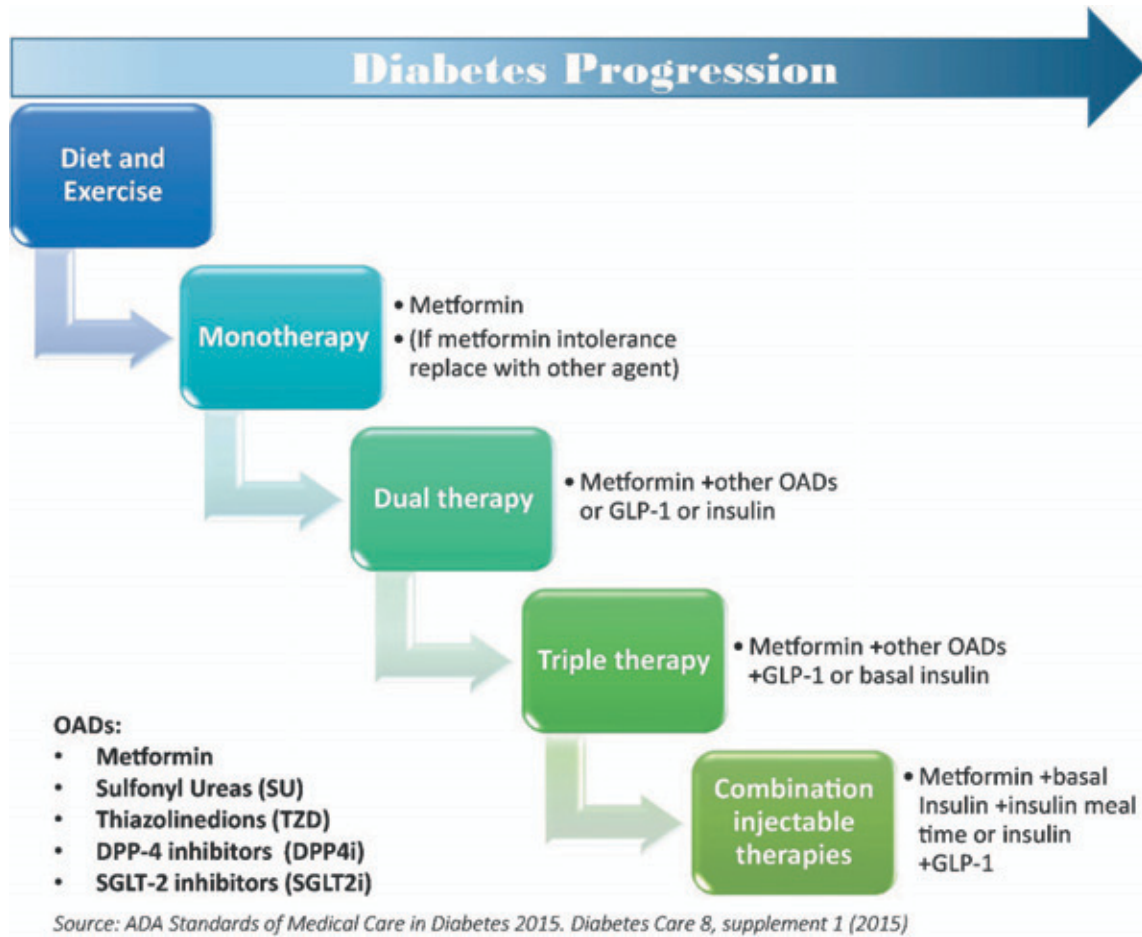 Diabetes Progression
Diet and
Exercise
Monotherapy
• Metformin
• (If metformin intolerance
replace with other agent)
Dual therapy
• Metformin +other OADs
or GLP-1 or insulin
Triple therapy
• Metformin +other OADs
+GLP-1 or basal insulin
Combination
injectable
therapies
• Metformin +basal
Insulin +insulin meal
time or insulin
+GLP-1
OADs:
• Metformin
• Sulfonyl Ureas (SU)
• Thiazolinedions (TZD)
• DPP-4 inhibitors (DPP4i)
• SGLT-2 inhibitors (SGLT2i)
Source: ADA Standards of Medical Care in Diabetes 2015. Diabetes Care 8, supplement 1 (2015)